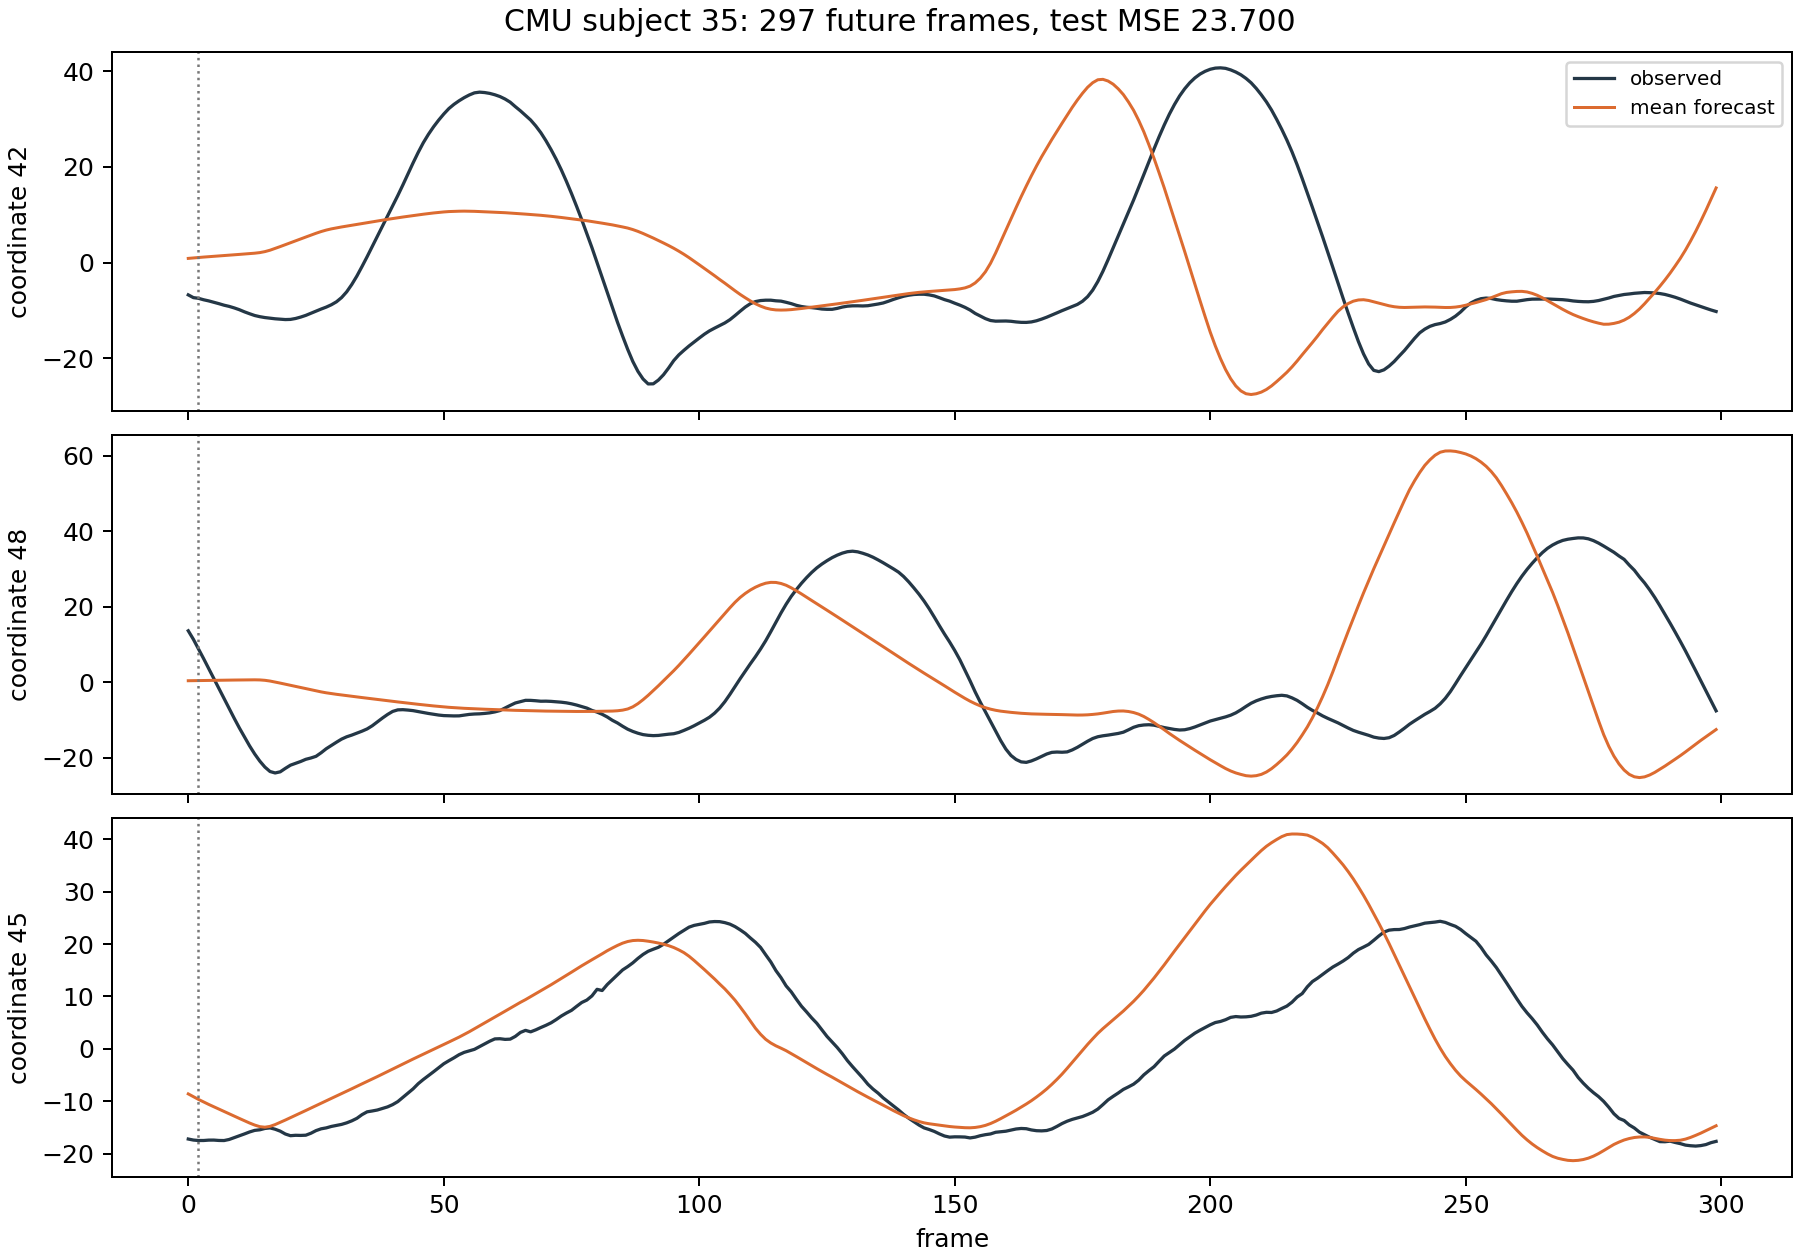 CMU subject 35: 297 future frames, test MSE 23.700
observed
mean forecast
coordinate 42
40
20
0
−20
coordinate 48
60
40
20
0
−20
coordinate 45
40
30
20
10
0
−10
−20
0 50 100 150 200 250 300
frame